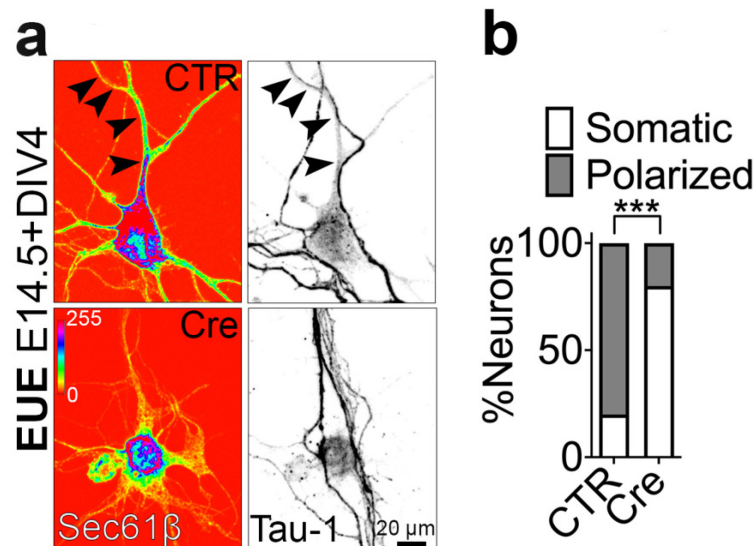 a
b
EUE E14.5+DIV4
CTR
Cre
255
0
Sec61β
Tau-1
20 µm
Somatic
Polarized
***
%Neurons
100
50
0
CTR
Cre